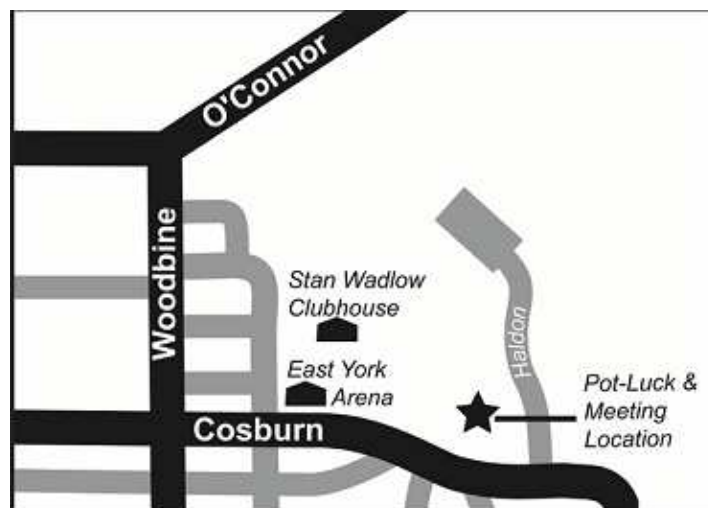 O'Connor
Woodbine
Stan Wadlow
Clubhouse
Haldon
East York
Arena
Pot-Luck &
Meeting
Location
Cosburn